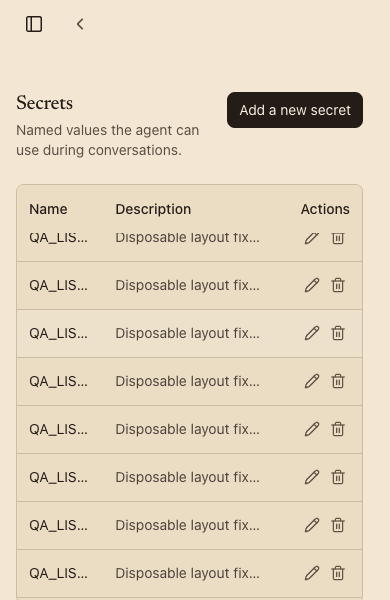 Secrets
Add a new secret
Named values the agent can
use during conversations.
Name Description Actions
QA_LIS... Disposable layout fix...
QA_LIS... Disposable layout fix...
QA_LIS... Disposable layout fix...
QA_LIS... Disposable layout fix...
QA_LIS... Disposable layout fix...
QA_LIS... Disposable layout fix...
QA_LIS... Disposable layout fix...
QA_LIS... Disposable layout fix...